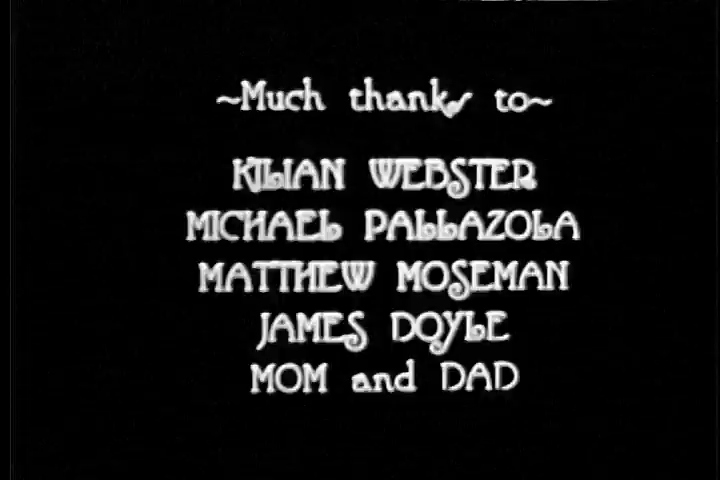 ~Much thanks to~
KILIAN WEBSTER
MICHAEL PALLAZOLA
MATTHEW MOSEMAN
JAMES DOYLE
MOM and DAD